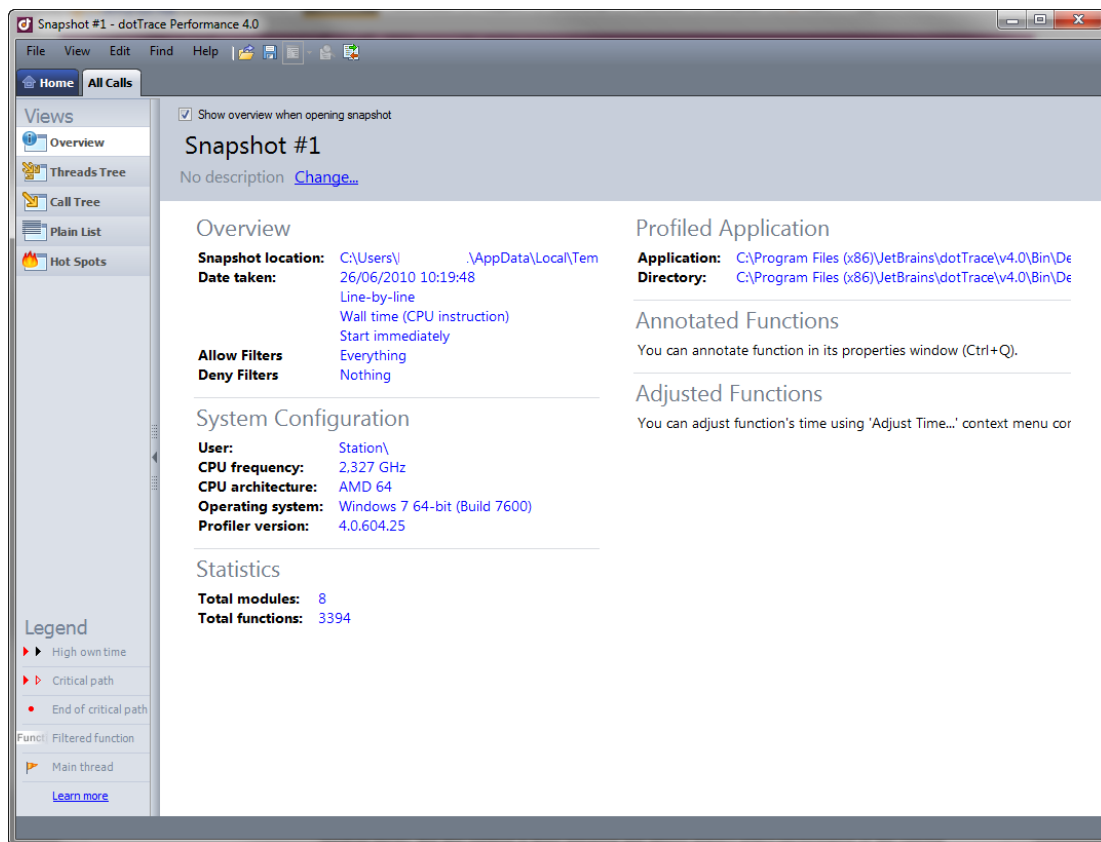 Snapshot #1 - dotTrace Performance 4.0
File View Edit Find Help
Home All Calls
Views
Overview
Threads Tree
Call Tree
Plain List
Hot Spots
Legend
High own time
Critical path
End of critical path
Funct Filtered function
Main thread
Learn more
Show overview when opening snapshot
Snapshot #1
No description Change...
Overview
Snapshot location: C:\Users\ .\AppData\Local\Tem
Date taken: 26/06/2010 10:19:48
Line-by-line
Wall time (CPU instruction)
Start immediately
Allow Filters Everything
Deny Filters Nothing
System Configuration
User: Station\
CPU frequency: 2,327 GHz
CPU architecture: AMD 64
Operating system: Windows 7 64-bit (Build 7600)
Profiler version: 4.0.604.25
Statistics
Total modules: 8
Total functions: 3394
Profiled Application
Application: C:\Program Files (x86)\JetBrains\dotTrace\v4.0\Bin\De
Directory: C:\Program Files (x86)\JetBrains\dotTrace\v4.0\Bin\De
Annotated Functions
You can annotate function in its properties window (Ctrl+Q).
Adjusted Functions
You can adjust function's time using 'Adjust Time...' context menu cor